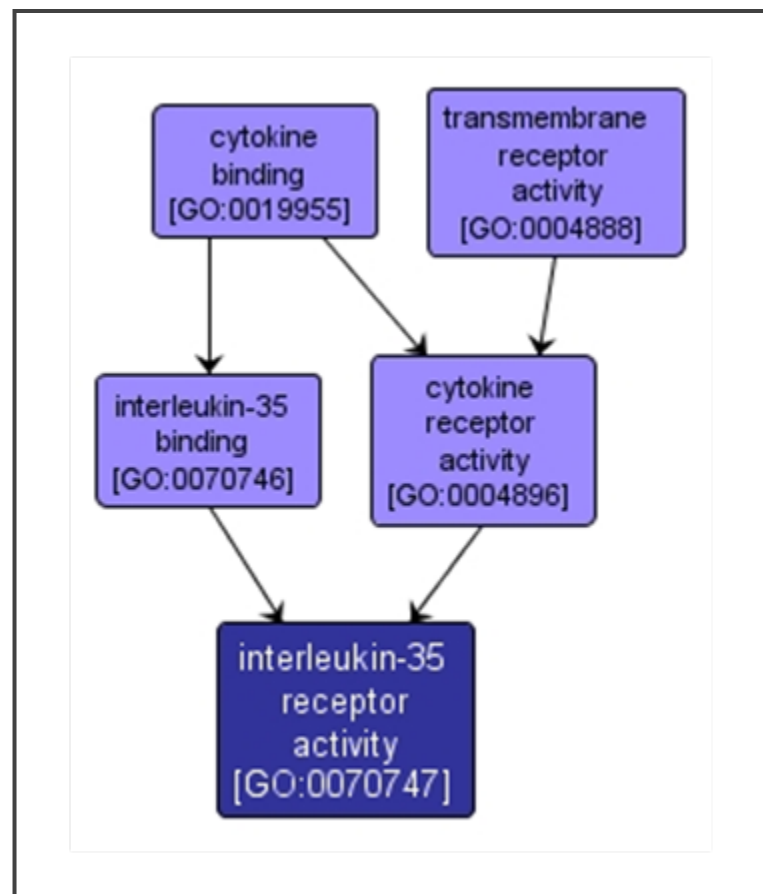 cytokine
binding
[GO:0019955]
transmembrane
receptor
activity
[GO:0004888]
interleukin-35
binding
[GO:0070746]
cytokine
receptor
activity
[GO:0004896]
interleukin-35
receptor
activity
[GO:0070747]